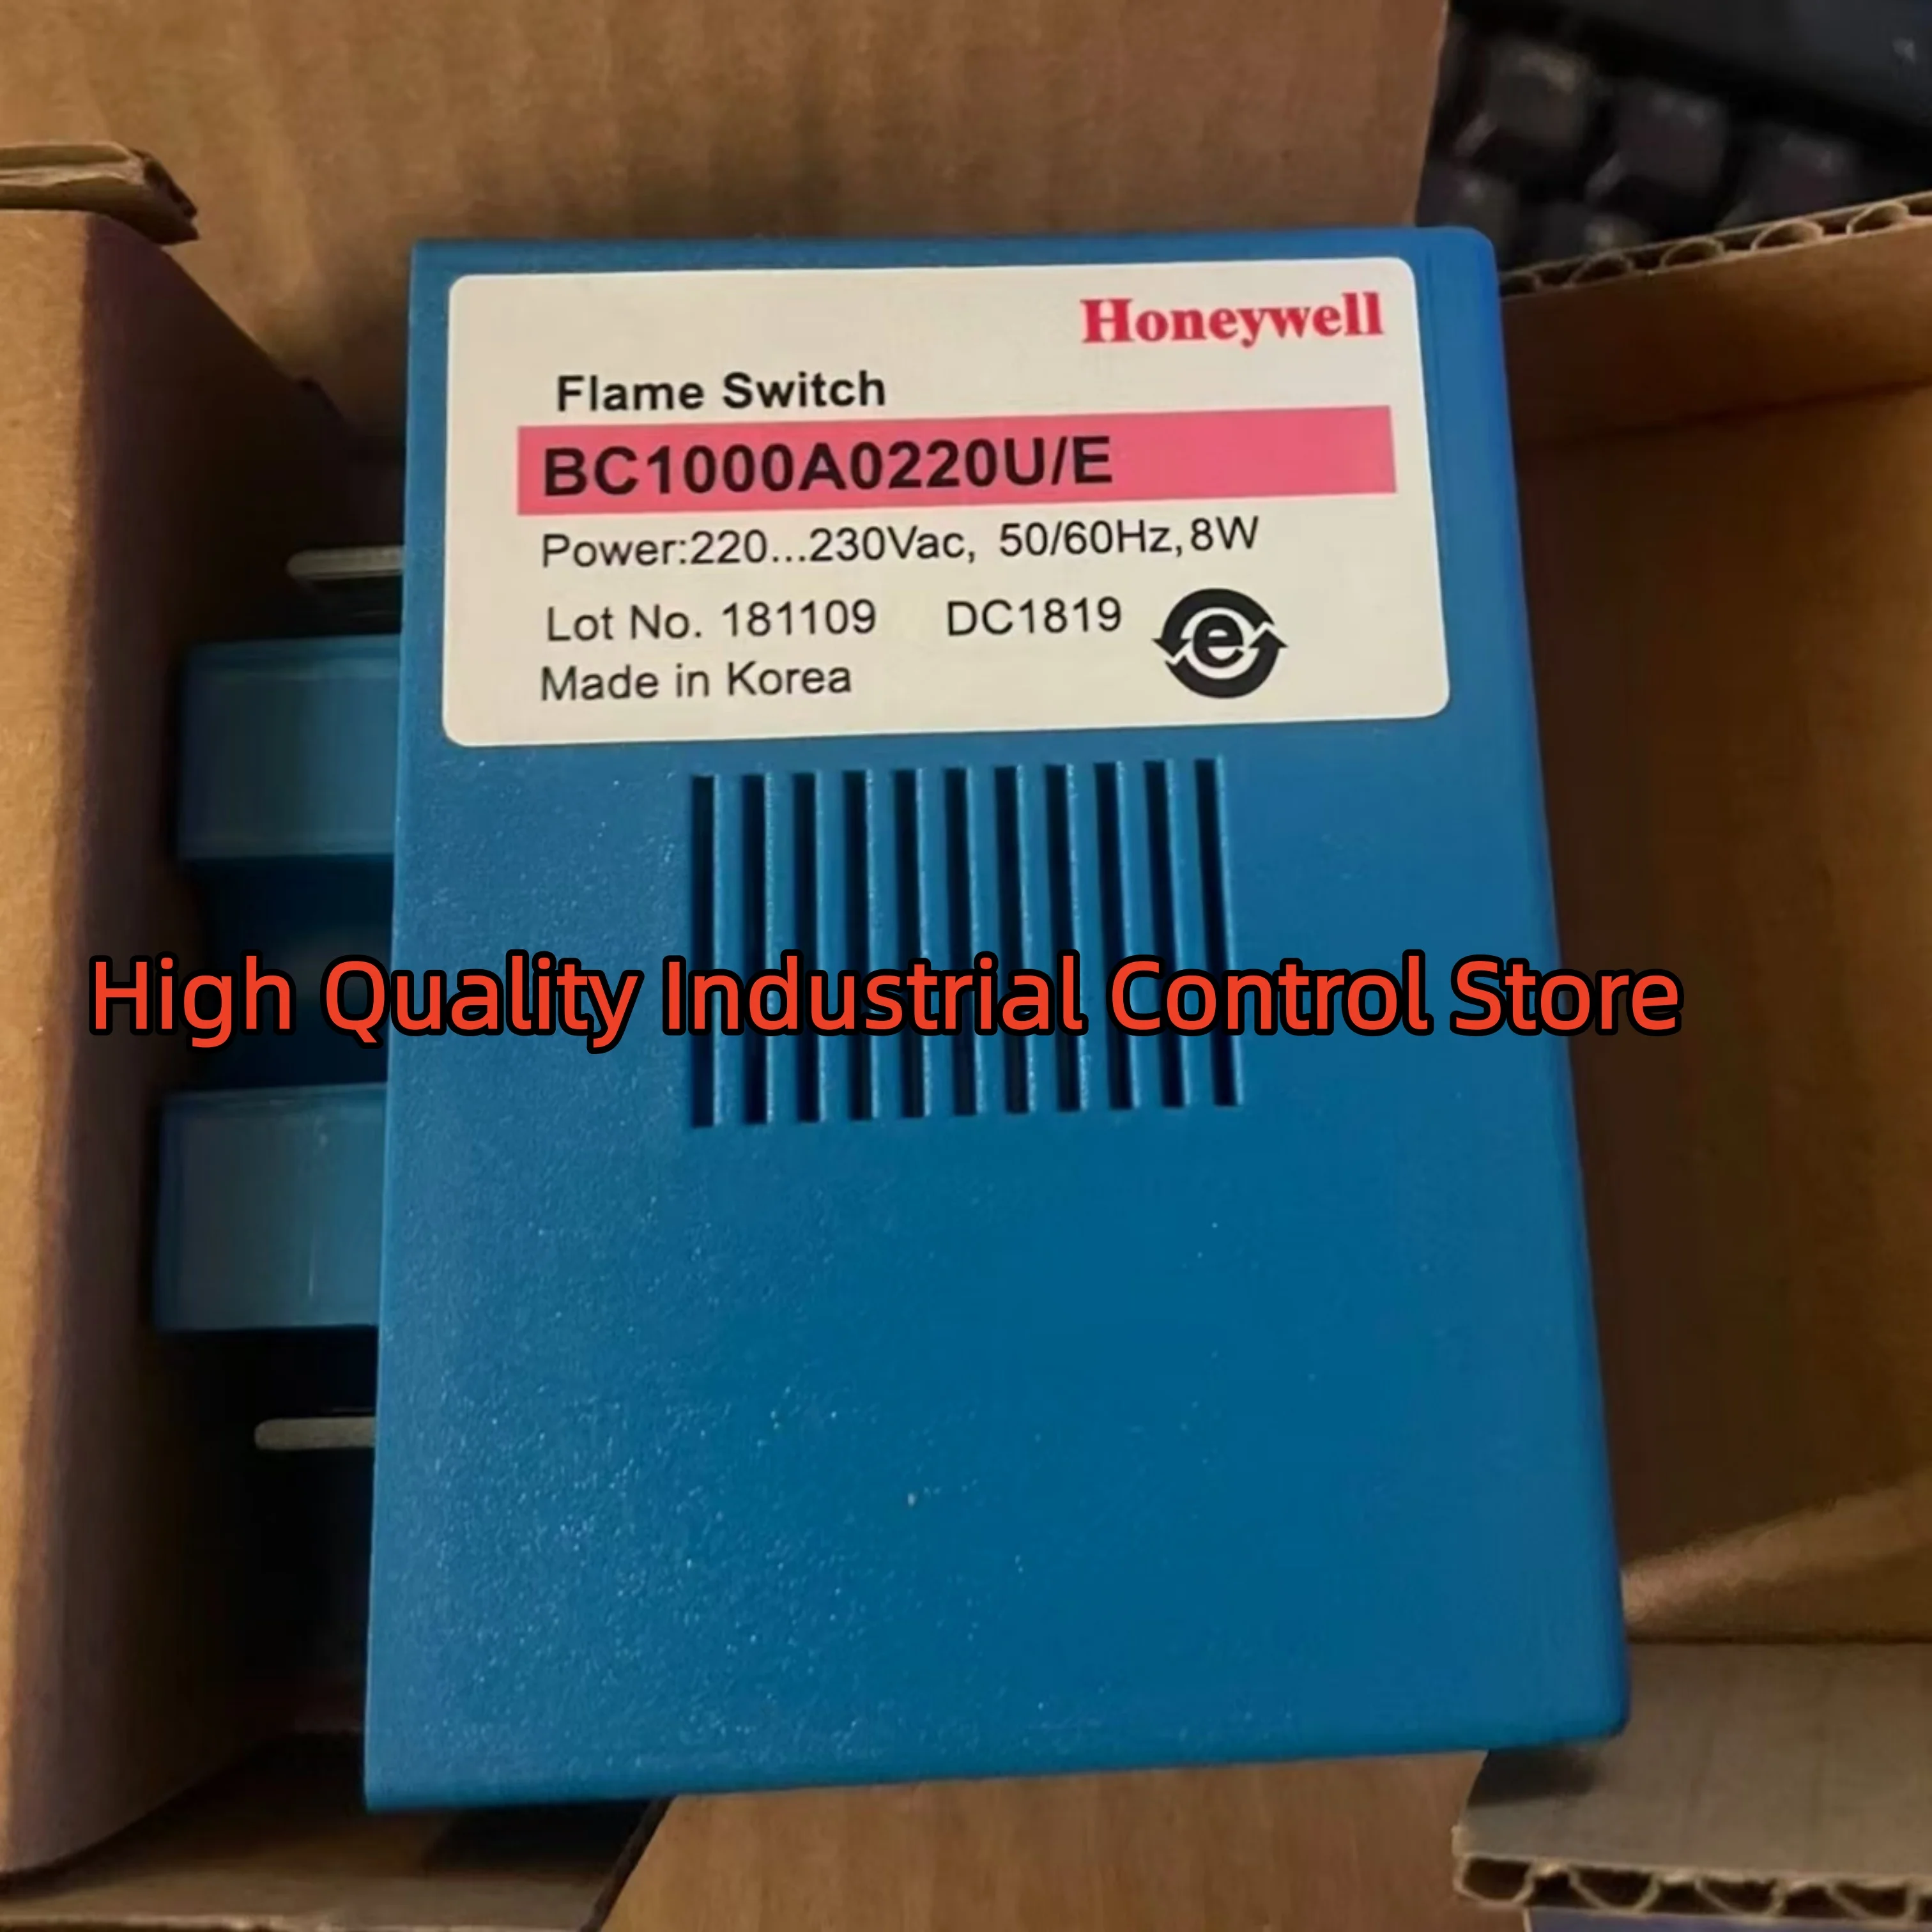 Honeywell
Flame Switch
BC1000A0220U/E
Power:220...230Vac, 50/60Hz,8W
Lot No. 181109 DC1819 e
Made in Korea
High Quality Industrial Control Store